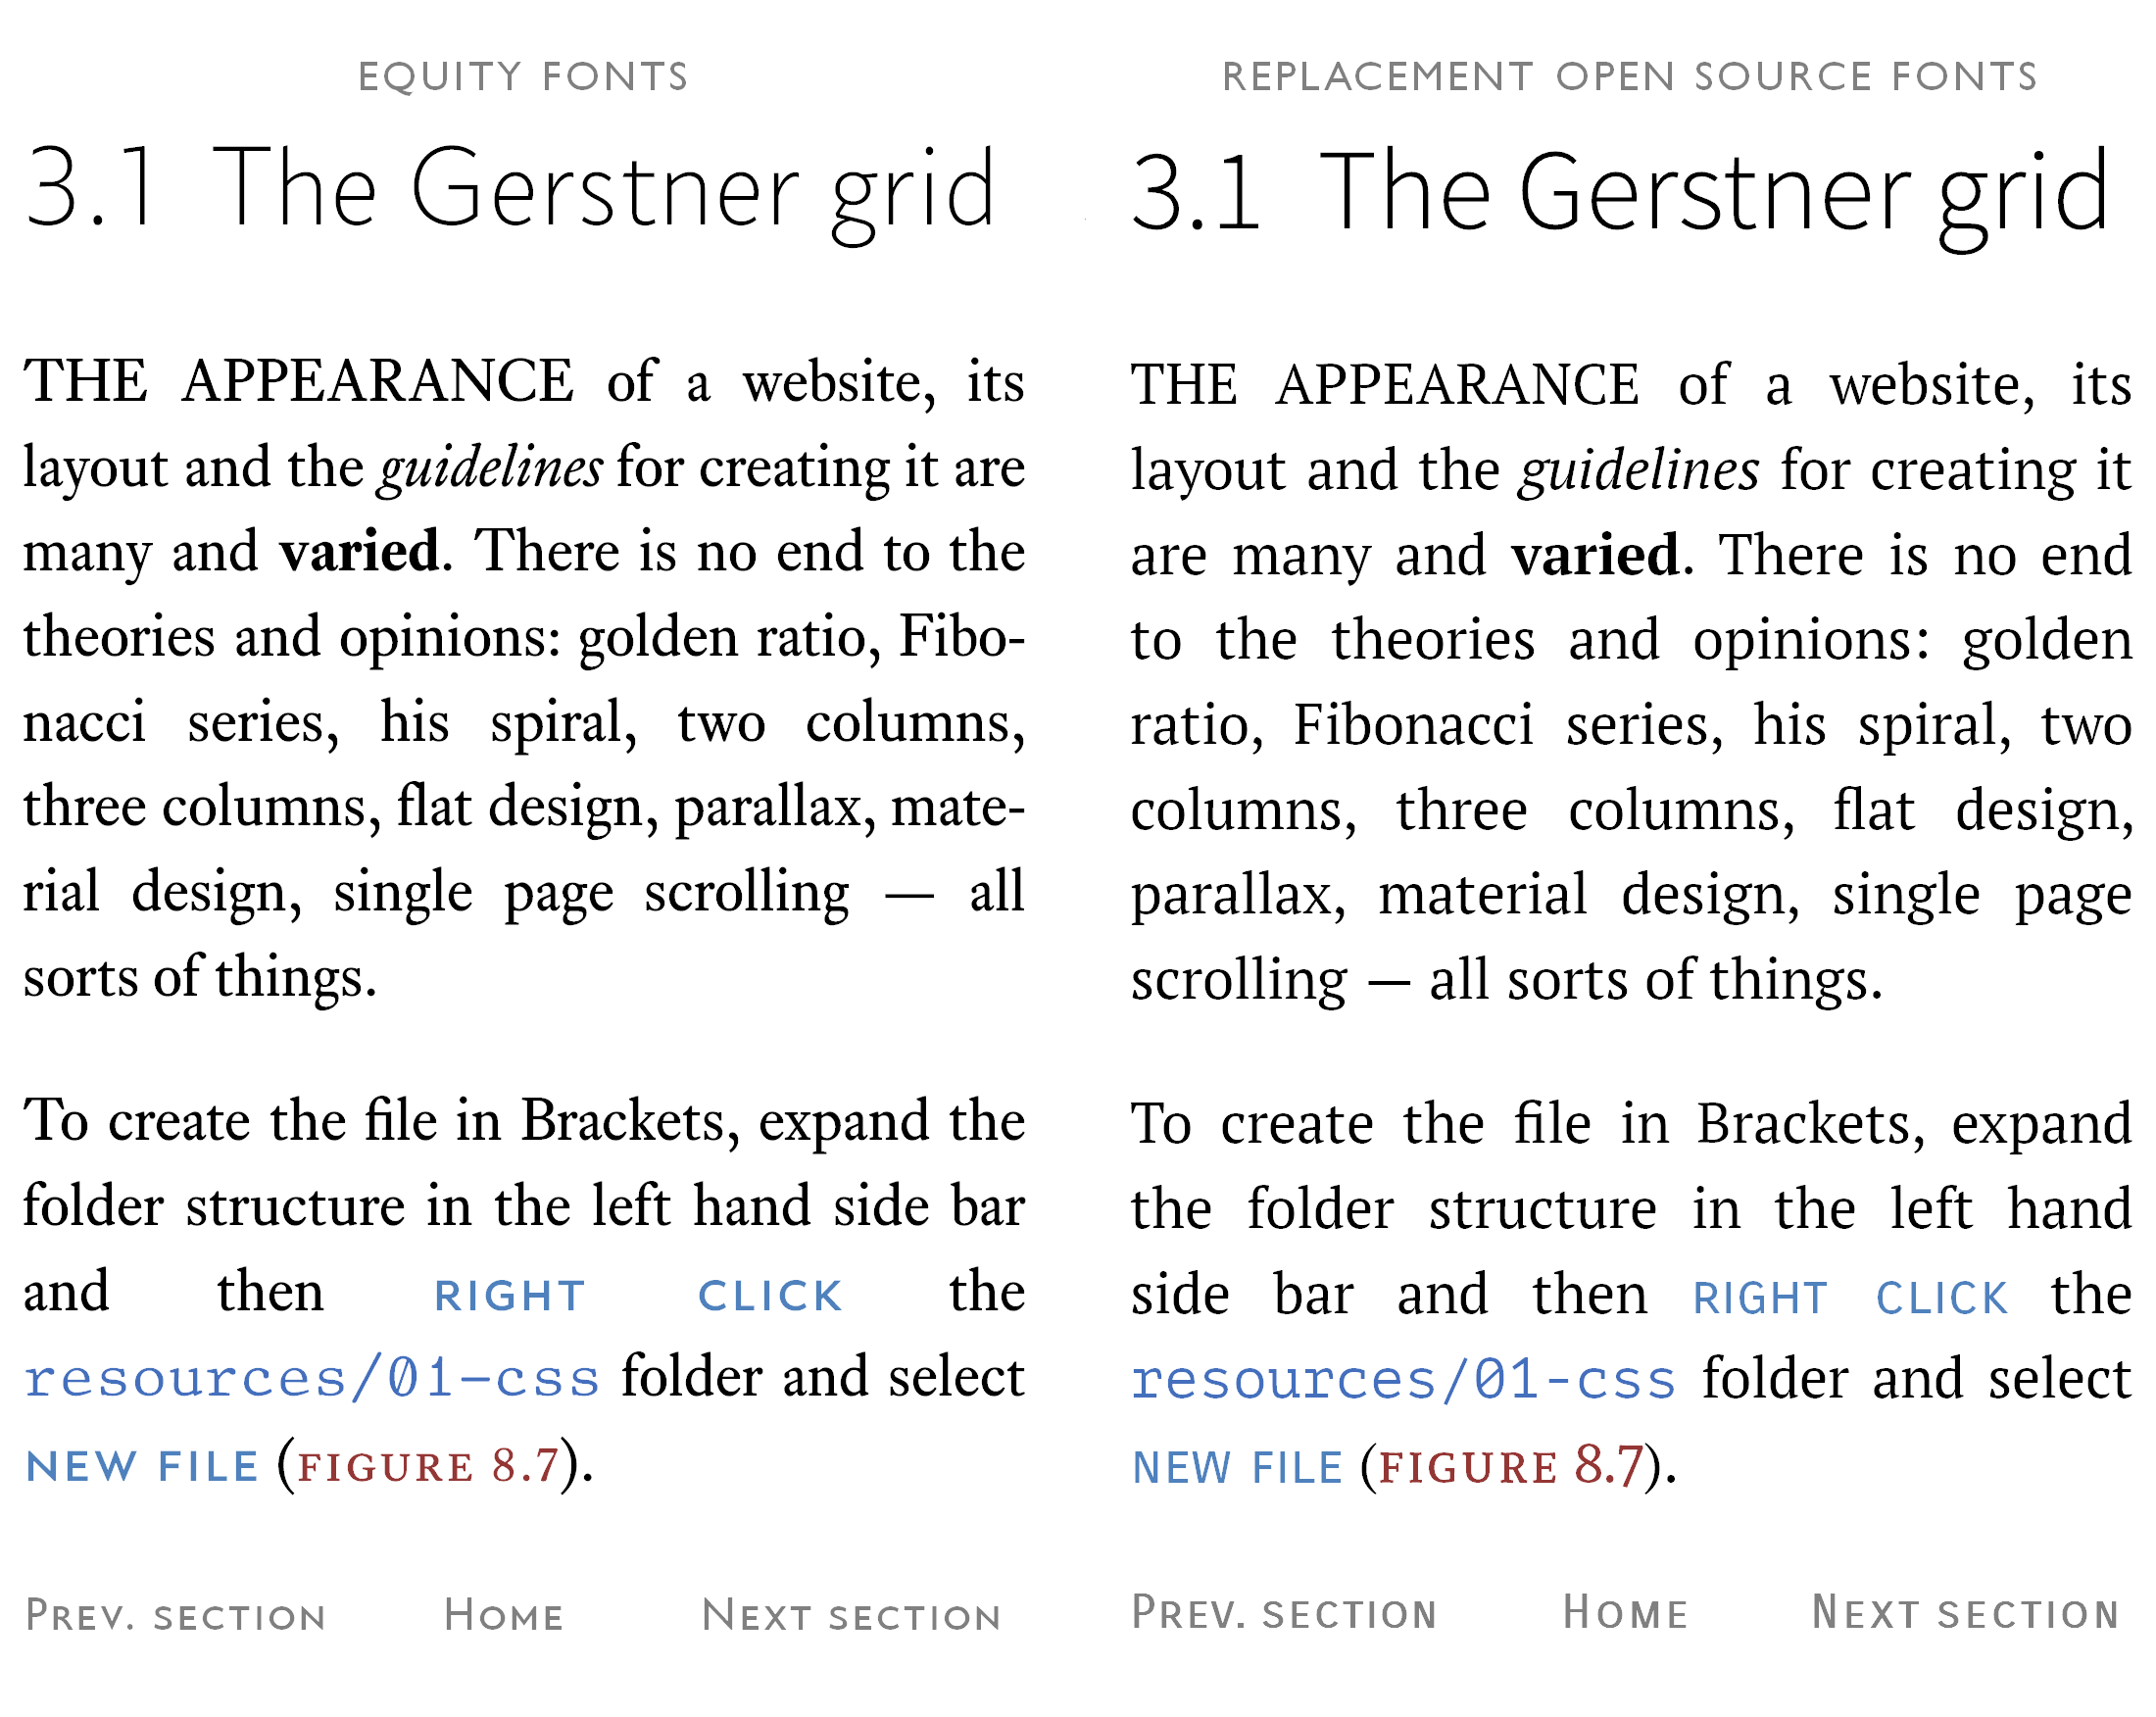 EQUITY FONTS
3.1 The Gerstner grid
THE APPEARANCE of a website, its
layout and the guidelines for creating it are
many and varied. There is no end to the
theories and opinions: golden ratio, Fibo-
nacci series, his spiral, two columns,
three columns, flat design, parallax, mate-
rial design, single page scrolling — all
sorts of things.
To create the file in Brackets, expand the
folder structure in the left hand side bar
and then RIGHT CLICK the
resources/01-css folder and select
NEW FILE (FIGURE 8.7).
PREV. SECTION HOME NEXT SECTION
REPLACEMENT OPEN SOURCE FONTS
3.1 The Gerstner grid
THE APPEARANCE of a website, its
layout and the guidelines for creating it
are many and varied. There is no end
to the theories and opinions: golden
ratio, Fibonacci series, his spiral, two
columns, three columns, flat design,
parallax, material design, single page
scrolling — all sorts of things.
To create the file in Brackets, expand
the folder structure in the left hand
side bar and then RIGHT CLICK the
resources/01-css folder and select
NEW FILE (FIGURE 8.7).
PREV. SECTION HOME NEXT SECTION